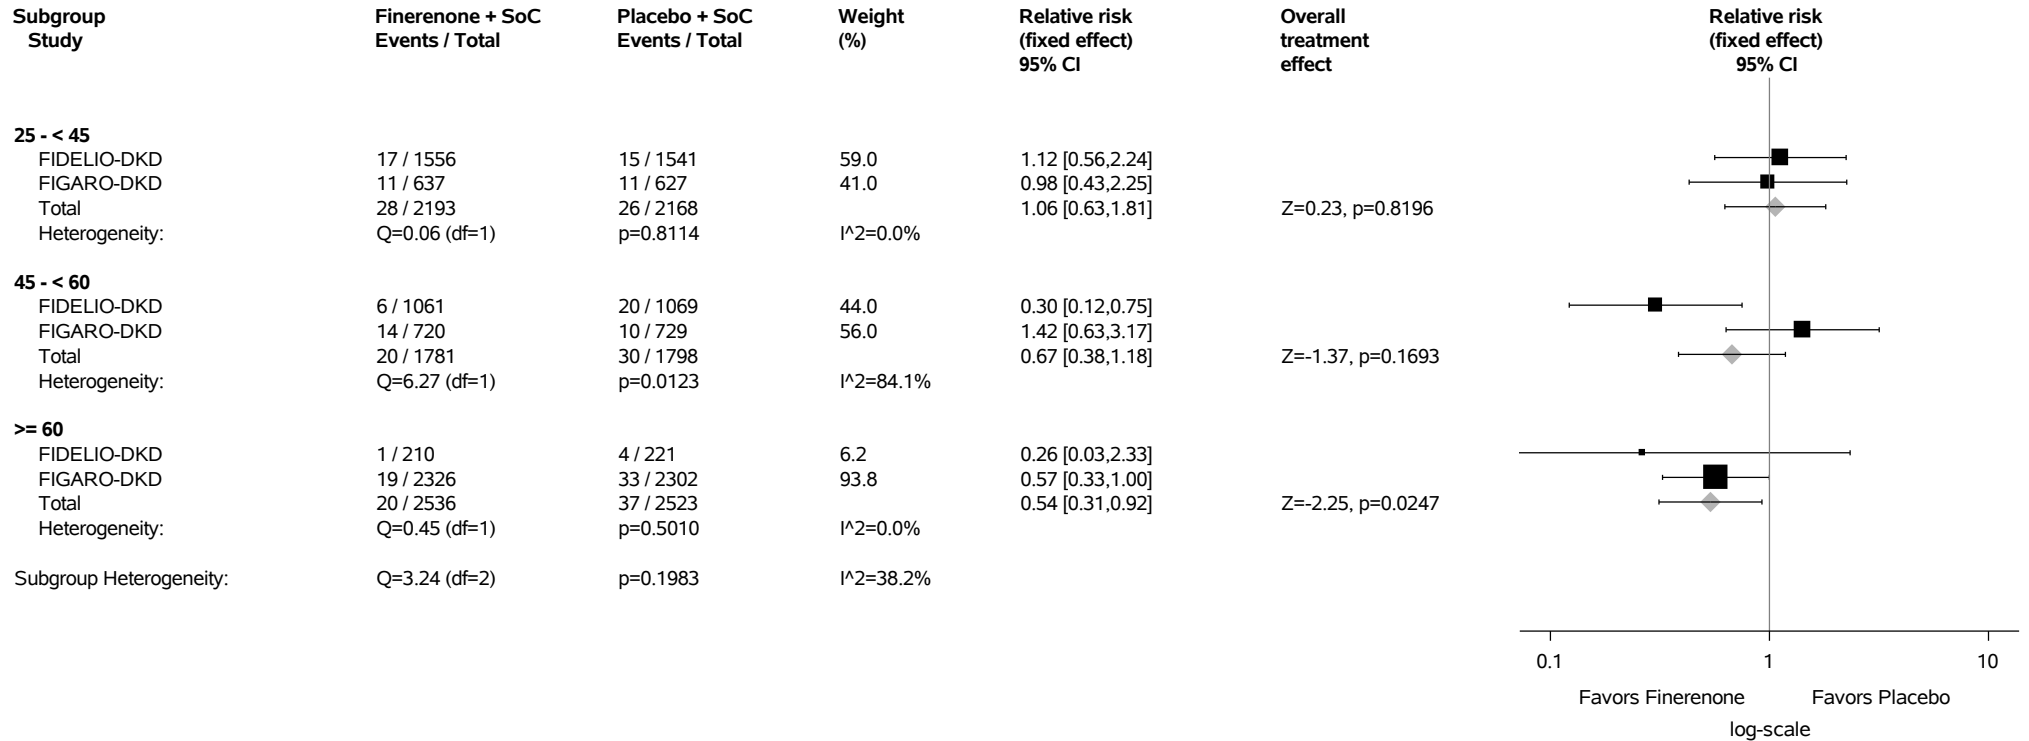 Subgroup Finerenone + SoC Placebo + SoC Weight Relative risk Overall Relative risk
Study Events / Total Events / Total (%) (fixed effect) treatment (fixed effect)
95% CI effect 95% CI
25 - < 45
FIDELIO-DKD 17 / 1556 15 / 1541 59.0 1.12 [0.56,2.24]
FIGARO-DKD 11 / 637 11 / 627 41.0 0.98 [0.43,2.25]
Total 28 / 2193 26 / 2168 1.06 [0.63,1.81] Z=0.23, p=0.8196
Heterogeneity: Q=0.06 (df=1) p=0.8114 I^2=0.0%
45 - < 60
FIDELIO-DKD 6 / 1061 20 / 1069 44.0 0.30 [0.12,0.75]
FIGARO-DKD 14 / 720 10 / 729 56.0 1.42 [0.63,3.17]
Total 20 / 1781 30 / 1798 0.67 [0.38,1.18] Z=-1.37, p=0.1693
Heterogeneity: Q=6.27 (df=1) p=0.0123 I^2=84.1%
>= 60
FIDELIO-DKD 1 / 210 4 / 221 6.2 0.26 [0.03,2.33]
FIGARO-DKD 19 / 2326 33 / 2302 93.8 0.57 [0.33,1.00]
Total 20 / 2536 37 / 2523 0.54 [0.31,0.92] Z=-2.25, p=0.0247
Heterogeneity: Q=0.45 (df=1) p=0.5010 I^2=0.0%
Subgroup Heterogeneity: Q=3.24 (df=2) p=0.1983 I^2=38.2%
0.1 1 10
Favors Finerenone Favors Placebo
log-scale